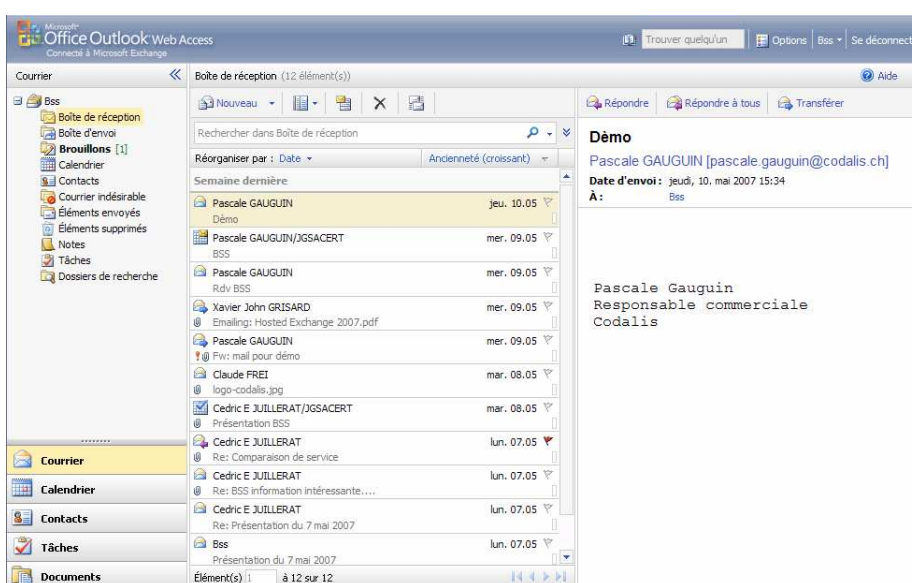 Microsoft
Office Outlook Web Access
Connecté à Microsoft Exchange
Trouver quelqu'un
Options
Bss
Se déconnect
Courrier
Boîte de réception (12 élément(s))
Aide
Bss
Boîte de réception
Boîte d'envoi
Brouillons [1]
Calendrier
Contacts
Courrier indésirable
Éléments envoyés
Éléments supprimés
Notes
Tâches
Dossiers de recherche
Courrier
Calendrier
Contacts
Tâches
Documents
Nouveau
Rechercher dans Boîte de réception
Réorganiser par : Date
Ancienneté (croissant)
Semaine dernière
Pascale GAUGUIN jeu. 10.05
Dèmo
Pascale GAUGUIN/JGSACERT mer. 09.05
BSS
Pascale GAUGUIN mer. 09.05
Rdv BSS
Xavier John GRISARD mer. 09.05
Emailing: Hosted Exchange 2007.pdf
Pascale GAUGUIN mer. 09.05
Fw: mail pour démo
Claude FREI mar. 08.05
logo-codalis.jpg
Cedric E JUILLERAT/JGSACERT mar. 08.05
Présentation BSS
Cedric E JUILLERAT lun. 07.05
Re: Comparaison de service
Cedric E JUILLERAT lun. 07.05
Re: BSS information intéressante....
Cedric E JUILLERAT lun. 07.05
Re: Présentation du 7 mai 2007
Bss lun. 07.05
Présentation du 7 mai 2007
Élément(s) 1 à 12 sur 12
Répondre
Répondre à tous
Transférer
Dèmo
Pascale GAUGUIN [pascale.gauguin@codalis.ch]
Date d'envoi : jeudi, 10. mai 2007 15:34
À : Bss
Pascale Gauguin
Responsable commerciale
Codalis